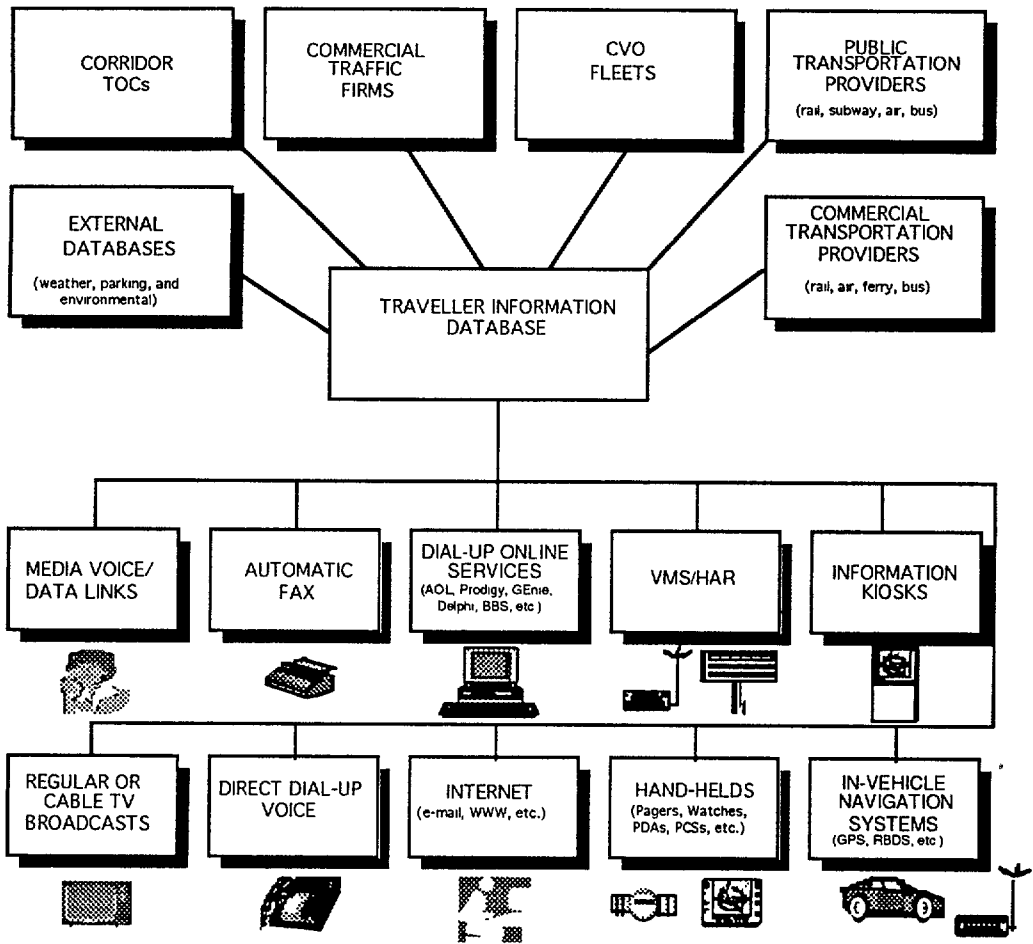 CORRIDOR
TOCs
COMMERCIAL
TRAFFIC
FIRMS
CVO
FLEETS
PUBLIC
TRANSPORTATION
PROVIDERS
(rail, subway, air, bus)
EXTERNAL
DATABASES
(weather, parking, and
environmental)
TRAVELLER INFORMATION
DATABASE
COMMERCIAL
TRANSPORTATION
PROVIDERS
(rail, air, ferry, bus)
MEDIA VOICE/
DATA LINKS
AUTOMATIC
FAX
DIAL-UP ONLINE
SERVICES
(AOL, Prodigy, GEnie,
Delphi, BBS, etc )
VMS/HAR
INFORMATION
KIOSKS
REGULAR OR
CABLE TV
BROADCASTS
DIRECT DIAL-UP
VOICE
INTERNET
(e-mail, WWW, etc.)
HAND-HELDS
(Pagers, Watches,
PDAs, PCSs, etc.)
IN-VEHICLE
NAVIGATION
SYSTEMS
(GPS, RBDS, etc )